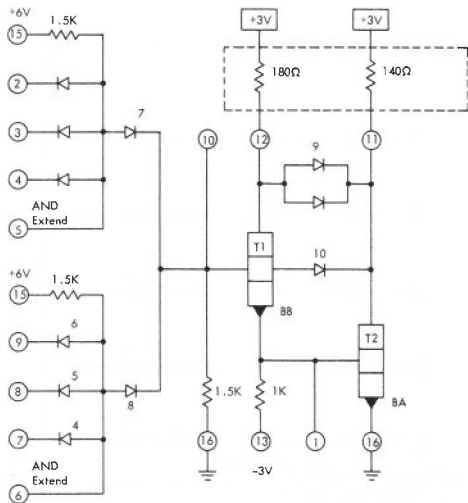 +6V
15
1.5K
2
3
7
4
AND
Extend
5
+6V
15
1.5K
9
6
8
5
8
7
4
AND
Extend
6
+3V
+3V
180Ω
140Ω
10
12
11
9
T1
10
BB
T2
BA
1.5K
1K
16
13
1
16
-3V